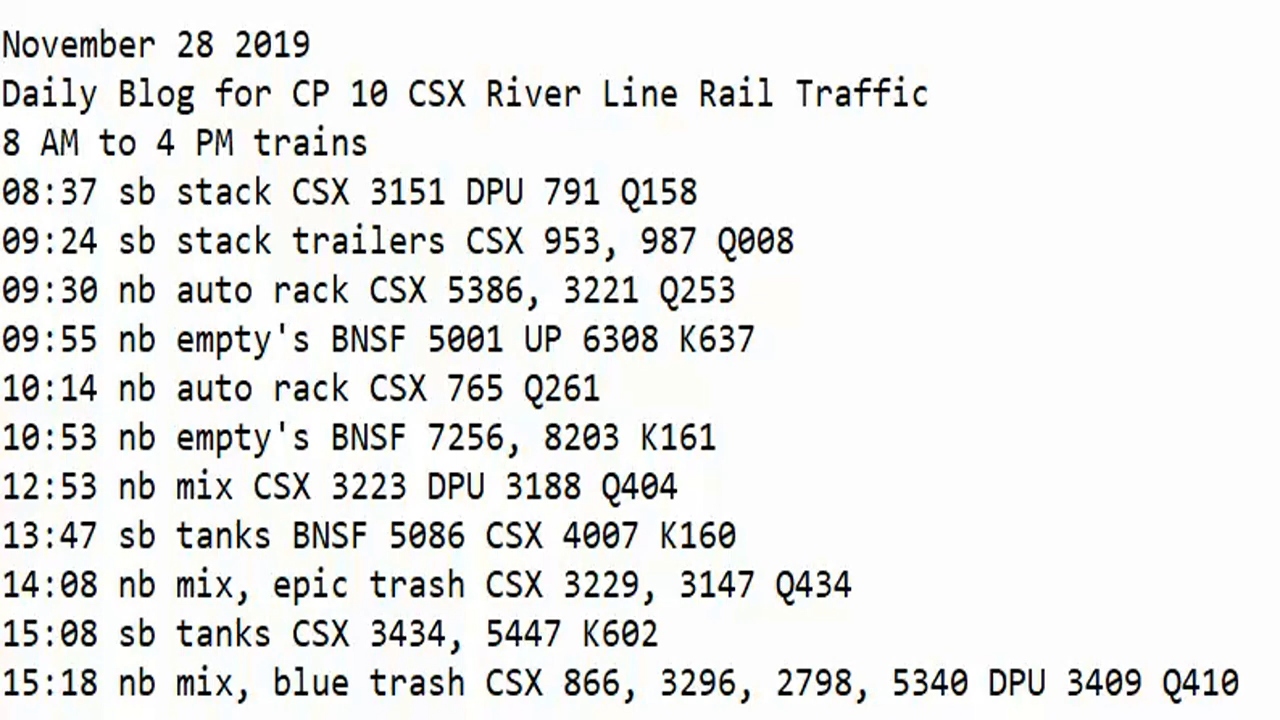 November 28 2019
Daily Blog for CP 10 CSX River Line Rail Traffic
8 AM to 4 PM trains
08:37 sb stack CSX 3151 DPU 791 Q158
09:24 sb stack trailers CSX 953, 987 Q008
09:30 nb auto rack CSX 5386, 3221 Q253
09:55 nb empty's BNSF 5001 UP 6308 K637
10:14 nb auto rack CSX 765 Q261
10:53 nb empty's BNSF 7256, 8203 K161
12:53 nb mix CSX 3223 DPU 3188 Q404
13:47 sb tanks BNSF 5086 CSX 4007 K160
14:08 nb mix, epic trash CSX 3229, 3147 Q434
15:08 sb tanks CSX 3434, 5447 K602
15:18 nb mix, blue trash CSX 866, 3296, 2798, 5340 DPU 3409 Q410